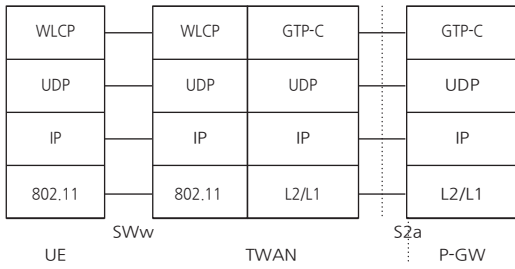 WLCP WLCP GTP-C GTP-C
UDP UDP UDP UDP
IP IP IP IP
802.11 802.11 L2/L1 L2/L1
SWw S2a
UE TWAN P-GW